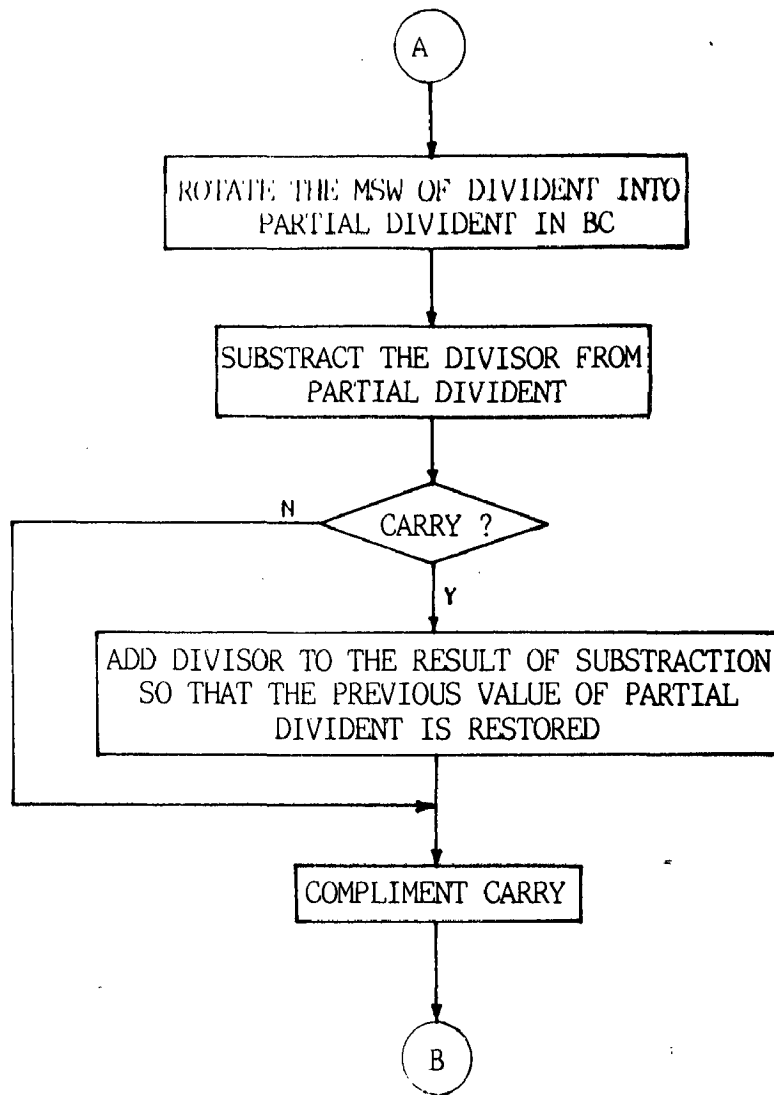 A
ROTATE THE MSW OF DIVIDENT INTO
PARTIAL DIVIDENT IN BC
SUBSTRACT THE DIVISOR FROM
PARTIAL DIVIDENT
N
CARRY ?
Y
ADD DIVISOR TO THE RESULT OF SUBSTRACTION
SO THAT THE PREVIOUS VALUE OF PARTIAL
DIVIDENT IS RESTORED
COMPLIMENT CARRY
B